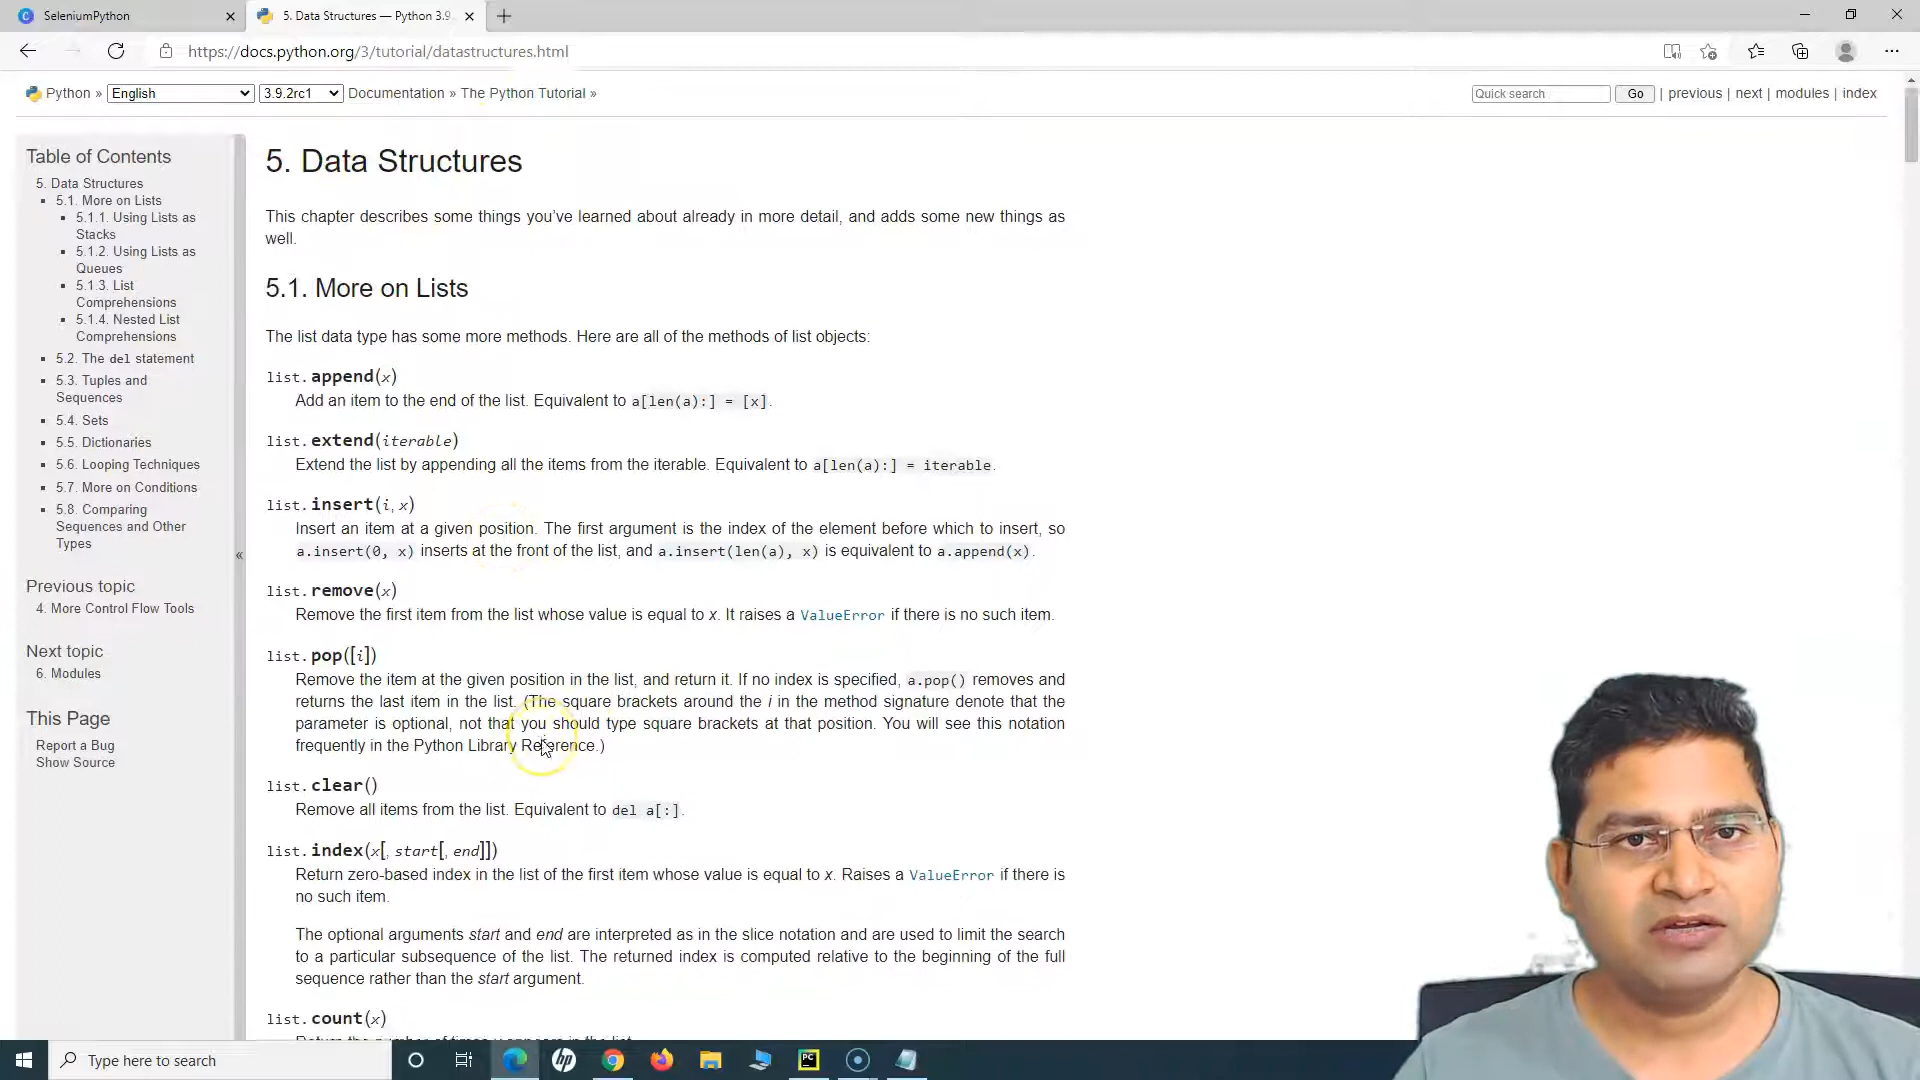 SeleniumPython
5. Data Structures — Python 3.9
https://docs.python.org/3/tutorial/datastructures.html
Python » English 3.9.2rc1 Documentation » The Python Tutorial »
Quick search Go | previous | next | modules | index
Table of Contents
5. Data Structures
5.1. More on Lists
5.1.1. Using Lists as
Stacks
5.1.2. Using Lists as
Queues
5.1.3. List
Comprehensions
5.1.4. Nested List
Comprehensions
5.2. The del statement
5.3. Tuples and
Sequences
5.4. Sets
5.5. Dictionaries
5.6. Looping Techniques
5.7. More on Conditions
5.8. Comparing
Sequences and Other
Types
Previous topic
4. More Control Flow Tools
Next topic
6. Modules
This Page
Report a Bug
Show Source
«
5. Data Structures
This chapter describes some things you’ve learned about already in more detail, and adds some new things as
well.
5.1. More on Lists
The list data type has some more methods. Here are all of the methods of list objects:
list.append(x)
Add an item to the end of the list. Equivalent to a[len(a):] = [x].
list.extend(iterable)
Extend the list by appending all the items from the iterable. Equivalent to a[len(a):] = iterable.
list.insert(i, x)
Insert an item at a given position. The first argument is the index of the element before which to insert, so
a.insert(0, x) inserts at the front of the list, and a.insert(len(a), x) is equivalent to a.append(x).
list.remove(x)
Remove the first item from the list whose value is equal to x. It raises a ValueError if there is no such item.
list.pop([i])
Remove the item at the given position in the list, and return it. If no index is specified, a.pop() removes and
returns the last item in the list. (The square brackets around the i in the method signature denote that the
parameter is optional, not that you should type square brackets at that position. You will see this notation
frequently in the Python Library Reference.)
list.clear()
Remove all items from the list. Equivalent to del a[:].
list.index(x[, start[, end]])
Return zero-based index in the list of the first item whose value is equal to x. Raises a ValueError if there is
no such item.
The optional arguments start and end are interpreted as in the slice notation and are used to limit the search
to a particular subsequence of the list. The returned index is computed relative to the beginning of the full
sequence rather than the start argument.
list.count(x)
Return the number of times x appears in the list.
Type here to search
hp
PC